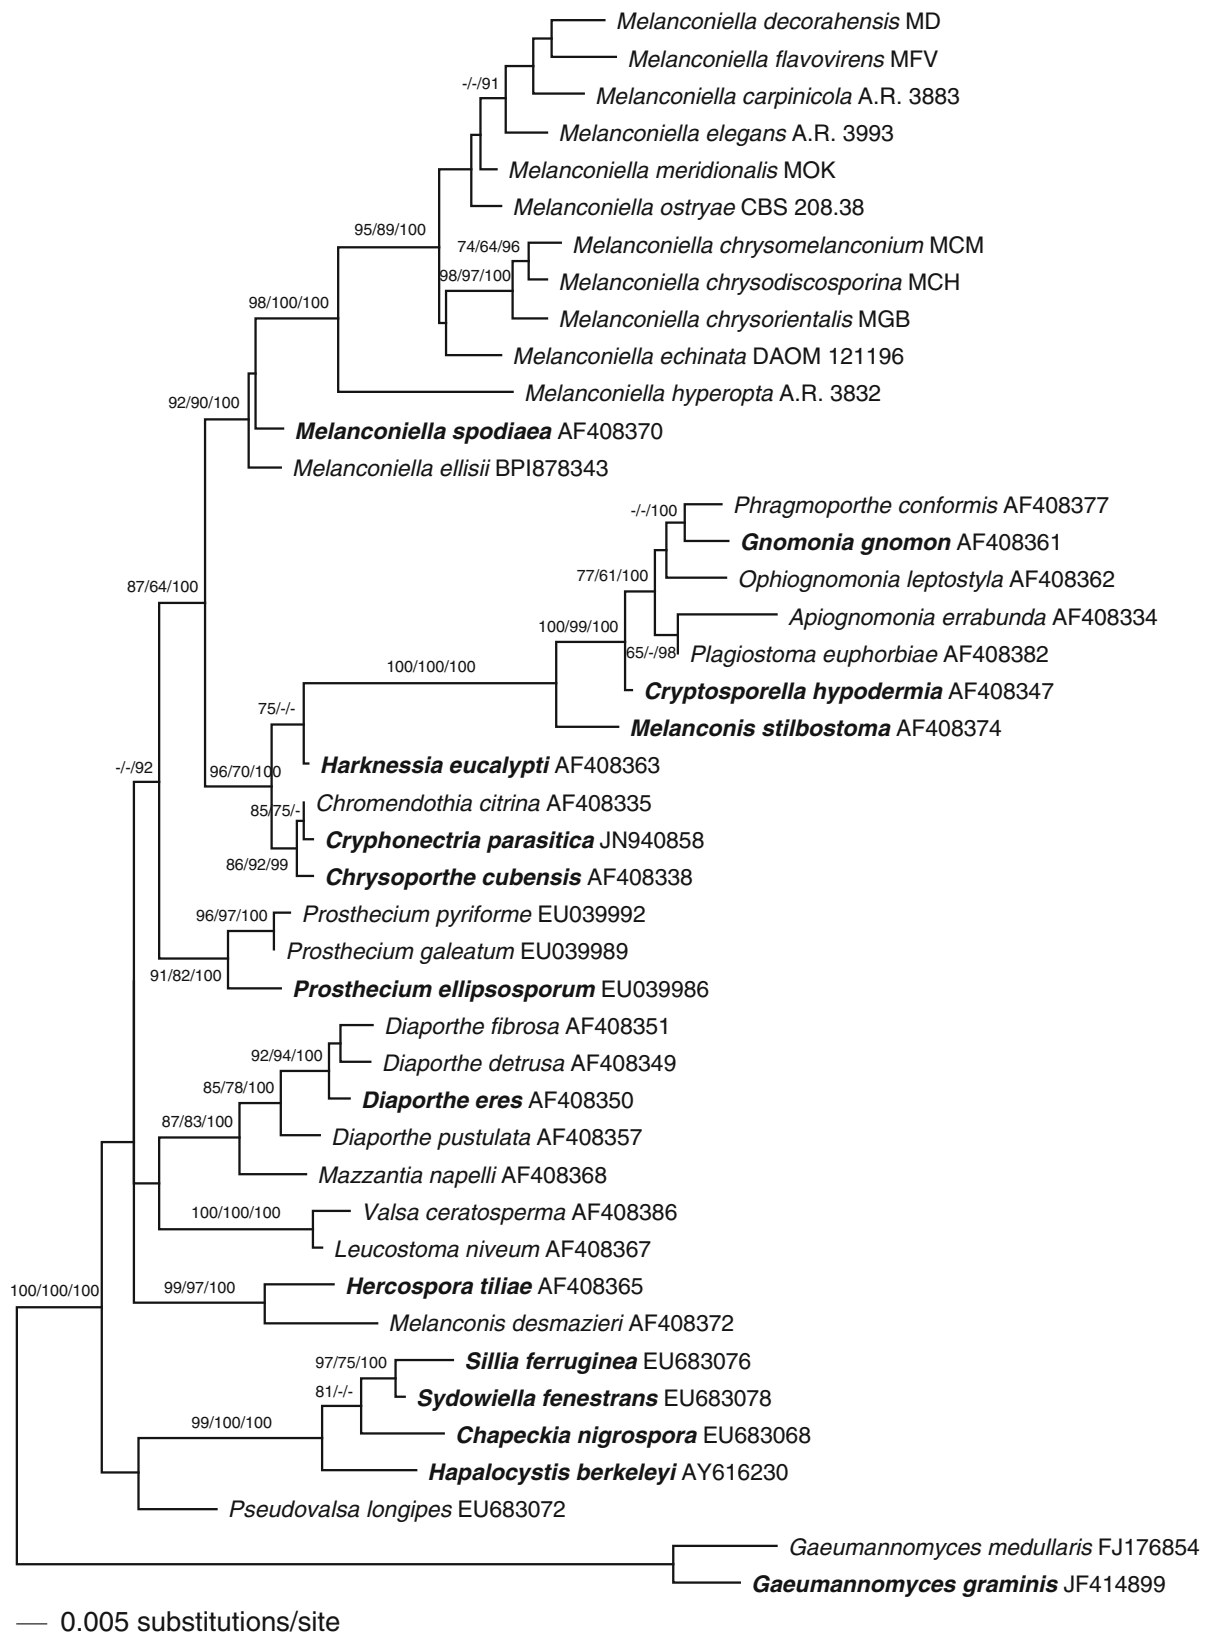 Melanconiella decorahensis MD
Melanconiella flavovirens MFV
-/-/91
Melanconiella carpinicola A.R. 3883
Melanconiella elegans A.R. 3993
Melanconiella meridionalis MOK
Melanconiella ostryae CBS 208.38
95/89/100
74/64/96
Melanconiella chrysomelanconium MCM
98/97/100
Melanconiella chrysodiscosporina MCH
98/100/100
Melanconiella chrysorientalis MGB
Melanconiella echinata DAOM 121196
Melanconiella hyperopta A.R. 3832
92/90/100
Melanconiella spodiaea AF408370
Melanconiella ellisii BPI878343
Phragmoporthe conformis AF408377
-/-/100
Gnomonia gnomon AF408361
77/61/100
Ophiognomonia leptostyla AF408362
87/64/100
Apiognomonia errabunda AF408334
100/99/100
65/-/98
Plagiostoma euphorbiae AF408382
100/100/100
Cryptosporella hypodermia AF408347
75/-/-
Melanconis stilbostoma AF408374
Harknessia eucalypti AF408363
-/-/92
96/70/100
Chromendothia citrina AF408335
85/75/-
Cryphonectria parasitica JN940858
86/92/99
Chrysoporthe cubensis AF408338
96/97/100
Prosthecium pyriforme EU039992
Prosthecium galeatum EU039989
91/82/100
Prosthecium ellipsosporum EU039986
Diaporthe fibrosa AF408351
92/94/100
Diaporthe detrusa AF408349
85/78/100
Diaporthe eres AF408350
87/83/100
Diaporthe pustulata AF408357
Mazzantia napelli AF408368
100/100/100
Valsa ceratosperma AF408386
Leucostoma niveum AF408367
100/100/100
99/97/100
Hercospora tiliae AF408365
Melanconis desmazieri AF408372
97/75/100
Sillia ferruginea EU683076
81/-/-
Sydowiella fenestrans EU683078
99/100/100
Chapeckia nigrospora EU683068
Hapalocystis berkeleyi AY616230
Pseudovalsa longipes EU683072
Gaeumannomyces medullaris FJ176854
Gaeumannomyces graminis JF414899
0.005 substitutions/site